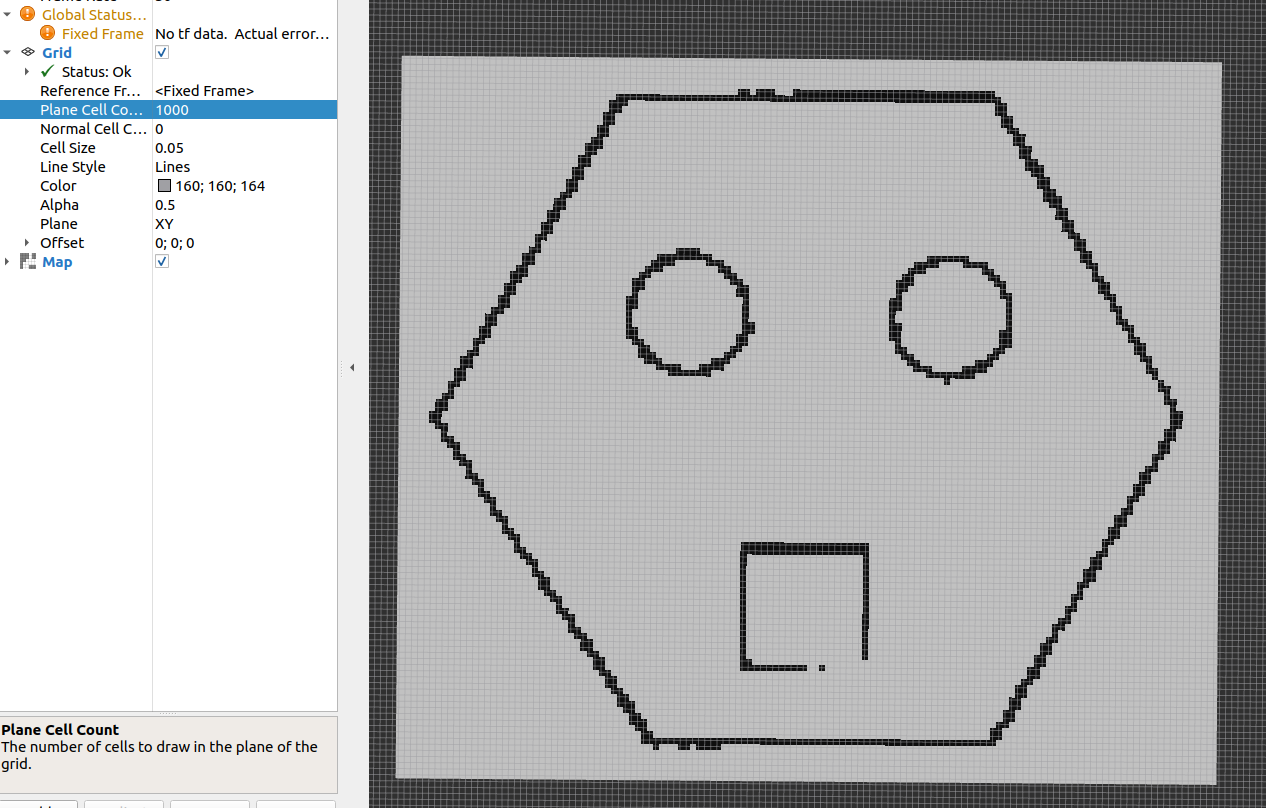 Global Status...
Fixed Frame No tf data. Actual error...
Grid
Status: Ok
Reference Fr... <Fixed Frame>
Plane Cell Co... 1000
Normal Cell C... 0
Cell Size 0.05
Line Style Lines
Color 160; 160; 164
Alpha 0.5
Plane XY
Offset 0; 0; 0
Map
Plane Cell Count
The number of cells to draw in the plane of the
grid.